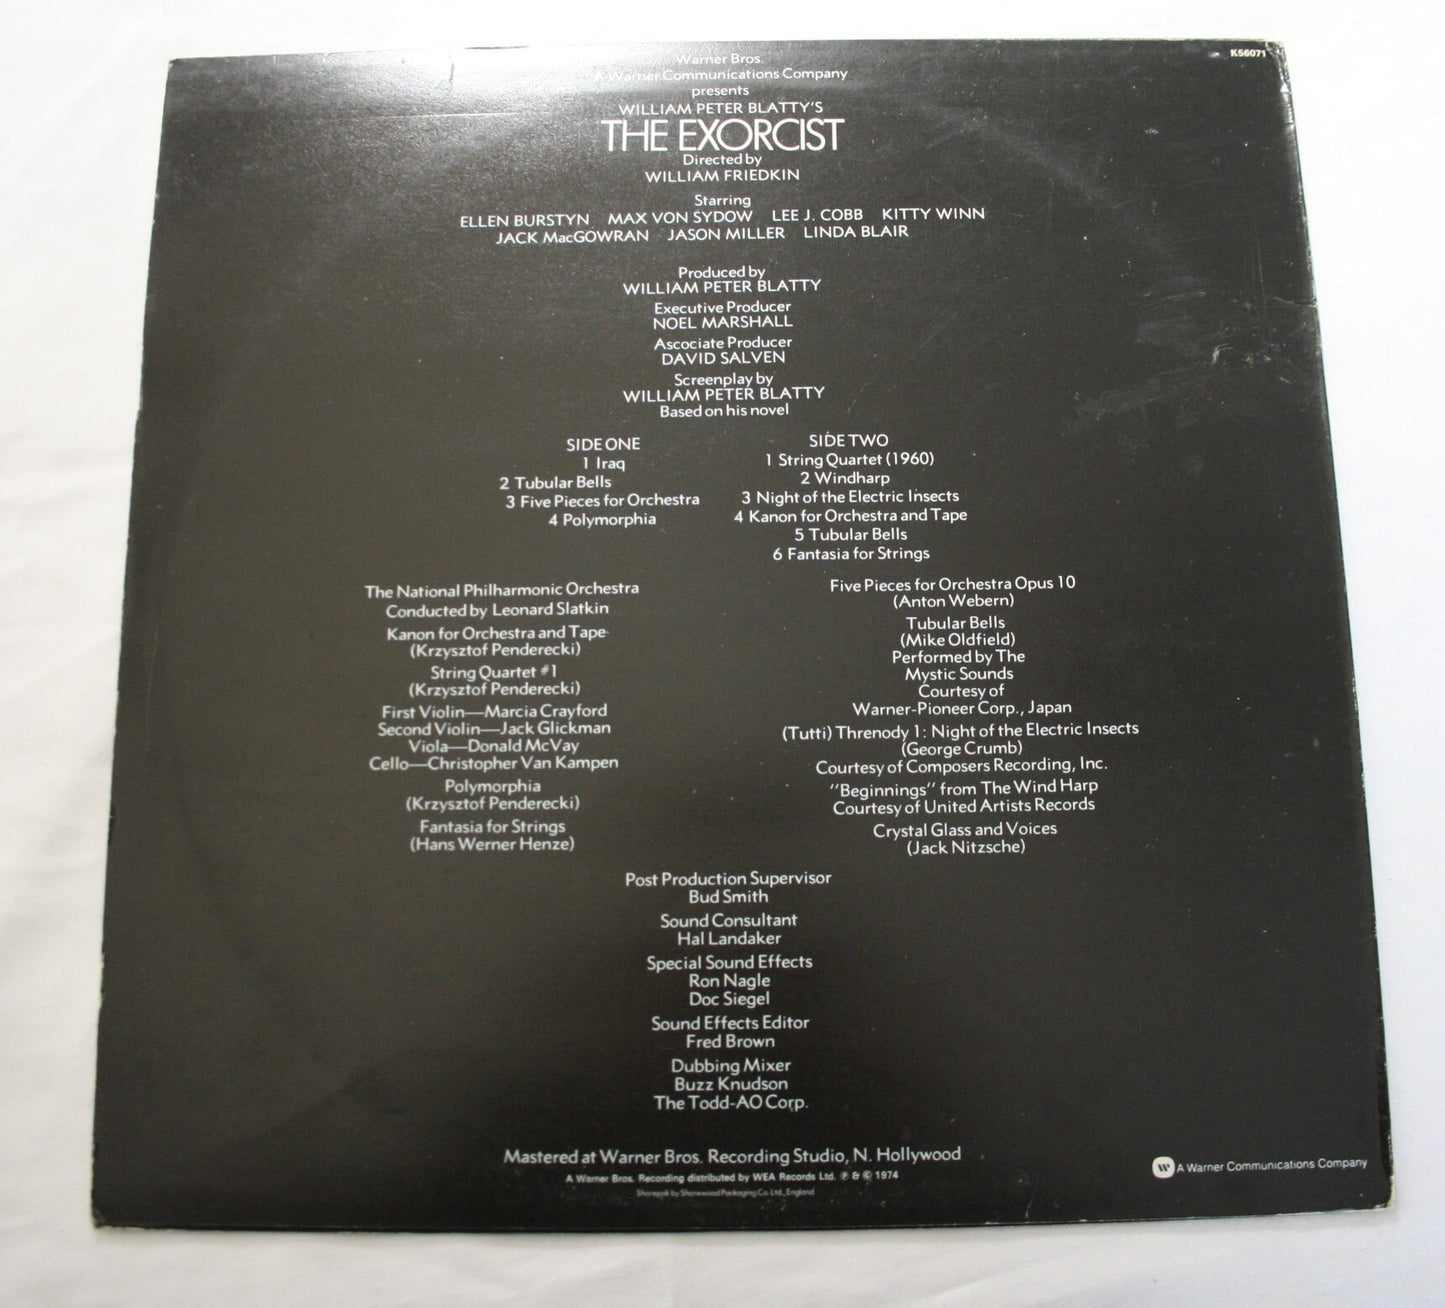 K56071
Warner Bros.
A Warner Communications Company
presents
WILLIAM PETER BLATTY'S
THE EXORCIST
Directed by
WILLIAM FRIEDKIN
Starring
ELLEN BURSTYN MAX VON SYDOW LEE J. COBB KITTY WINN
JACK MacGOWRAN JASON MILLER LINDA BLAIR
Produced by
WILLIAM PETER BLATTY
Executive Producer
NOEL MARSHALL
Ascociate Producer
DAVID SALVEN
Screenplay by
WILLIAM PETER BLATTY
Based on his novel
SIDE ONE
1 Iraq
2 Tubular Bells
3 Five Pieces for Orchestra
4 Polymorphia
SIDE TWO
1 String Quartet (1960)
2 Windharp
3 Night of the Electric Insects
4 Kanon for Orchestra and Tape
5 Tubular Bells
6 Fantasia for Strings
The National Philharmonic Orchestra
Conducted by Leonard Slatkin
Kanon for Orchestra and Tape
(Krzysztof Penderecki)
String Quartet #1
(Krzysztof Penderecki)
First Violin—Marcia Crayford
Second Violin—Jack Glickman
Viola—Donald McVay
Cello—Christopher Van Kampen
Polymorphia
(Krzysztof Penderecki)
Fantasia for Strings
(Hans Werner Henze)
Five Pieces for Orchestra Opus 10
(Anton Webern)
Tubular Bells
(Mike Oldfield)
Performed by The
Mystic Sounds
Courtesy of
Warner-Pioneer Corp., Japan
(Tutti) Threnody 1: Night of the Electric Insects
(George Crumb)
Courtesy of Composers Recording, Inc.
"Beginnings" from The Wind Harp
Courtesy of United Artists Records
Crystal Glass and Voices
(Jack Nitzsche)
Post Production Supervisor
Bud Smith
Sound Consultant
Hal Landaker
Special Sound Effects
Ron Nagle
Doc Siegel
Sound Effects Editor
Fred Brown
Dubbing Mixer
Buzz Knudson
The Todd-AO Corp.
Mastered at Warner Bros. Recording Studio, N. Hollywood
A Warner Bros. Recording distributed by WEA Records Ltd. ℗ & © 1974
Shorepak by Shorewood Packaging Co. Ltd., England
W A Warner Communications Company